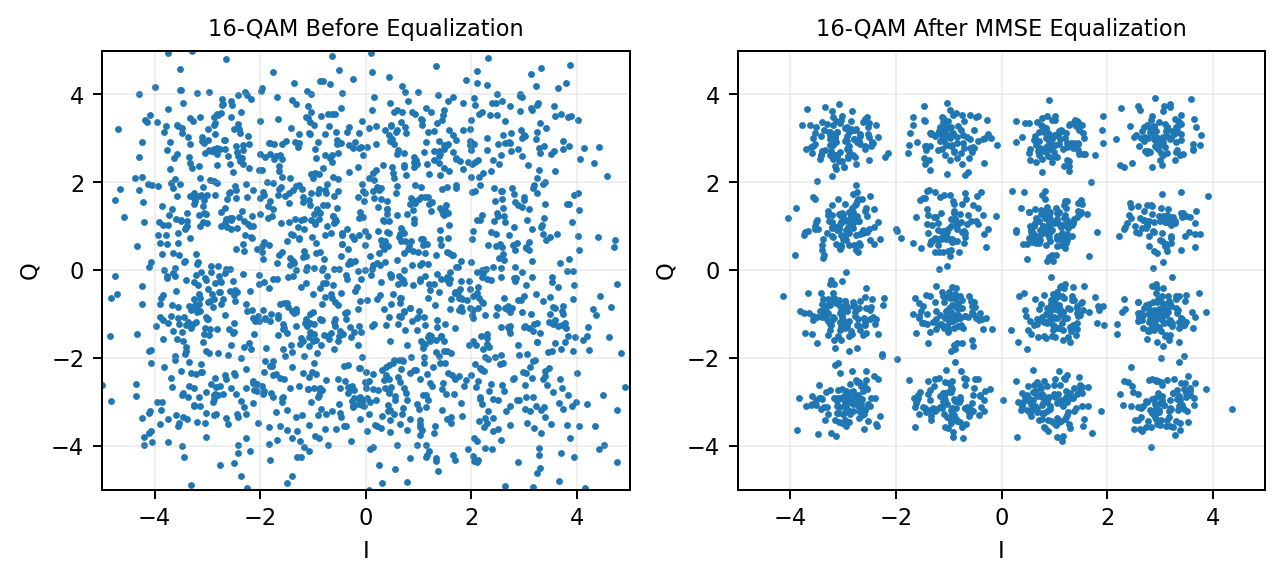 16-QAM Before Equalization
4
2
0
−2
−4
Q
−4 −2 0 2 4
I
16-QAM After MMSE Equalization
4
2
0
−2
−4
Q
−4 −2 0 2 4
I